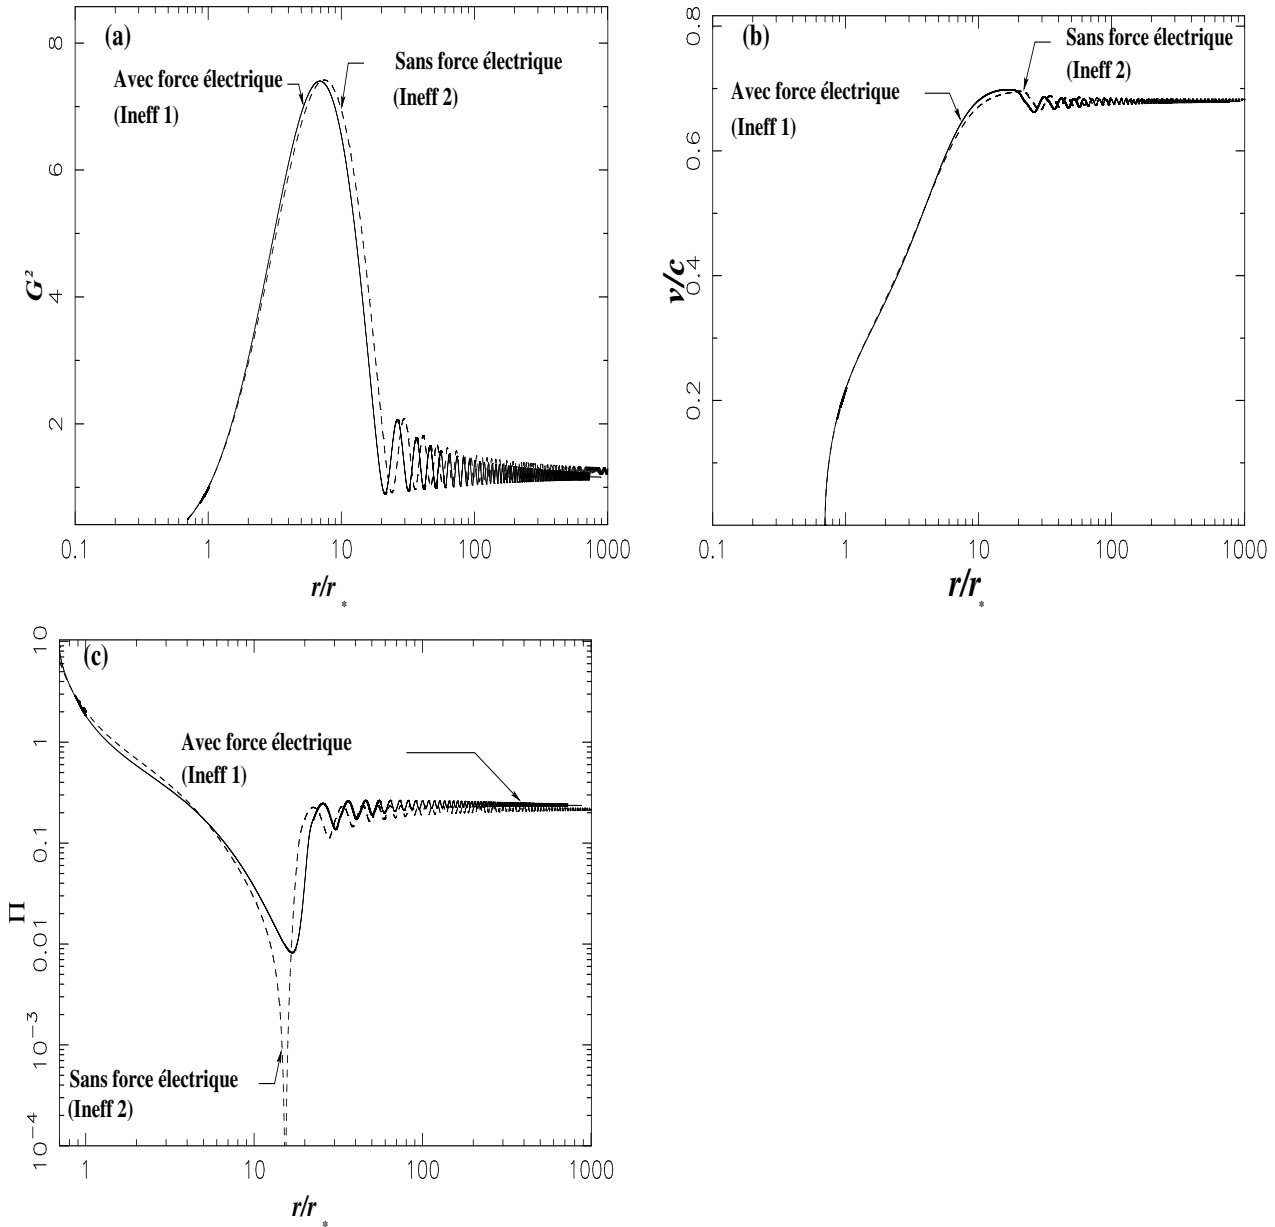 (a)
Avec force électrique
(Ineff 1)
Sans force électrique
(Ineff 2)
8
6
4
2
G²
0.1 1 10 100 1000
r/r*
(b)
Sans force électrique
(Ineff 2)
Avec force électrique
(Ineff 1)
0.8
0.6
0.4
0.2
v/c
0.1 1 10 100 1000
r/r*
(c)
Avec force électrique
(Ineff 1)
Sans force électrique
(Ineff 2)
10
1
0.1
0.01
10⁻³
10⁻⁴
Π
1 10 100 1000
r/r*